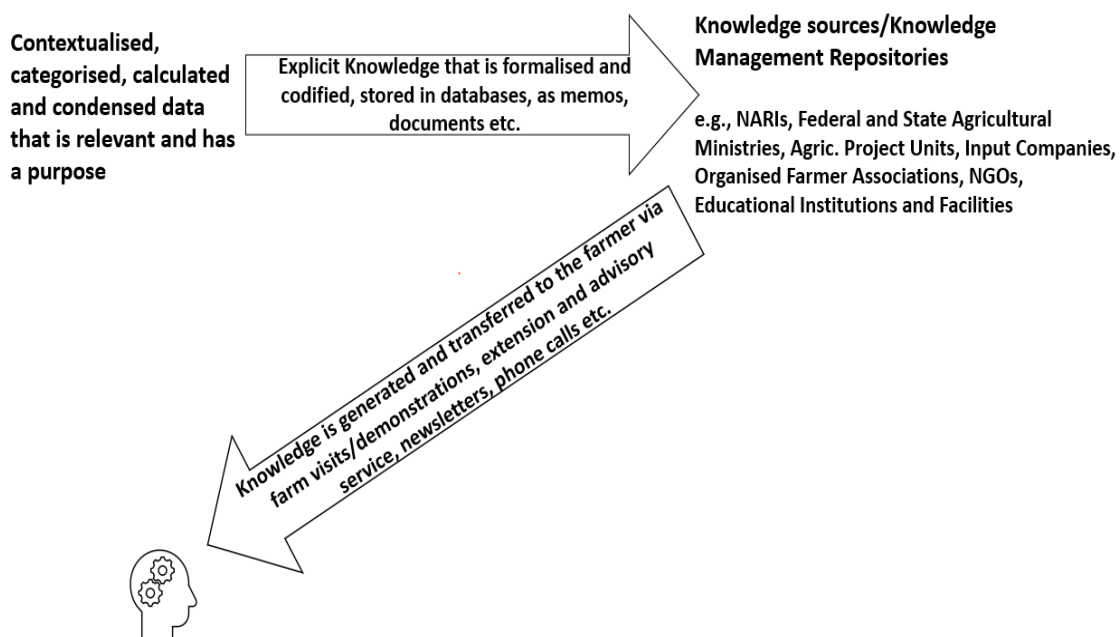 Contextualised,
categorised, calculated
and condensed data
that is relevant and has
a purpose
Explicit Knowledge that is formalised and
codified, stored in databases, as memos,
documents etc.
Knowledge sources/Knowledge
Management Repositories
e.g., NARIs, Federal and State Agricultural
Ministries, Agric. Project Units, Input Companies,
Organised Farmer Associations, NGOs,
Educational Institutions and Facilities
Knowledge is generated and transferred to the farmer via
farm visits/demonstrations, extension and advisory
service, newsletters, phone calls etc.